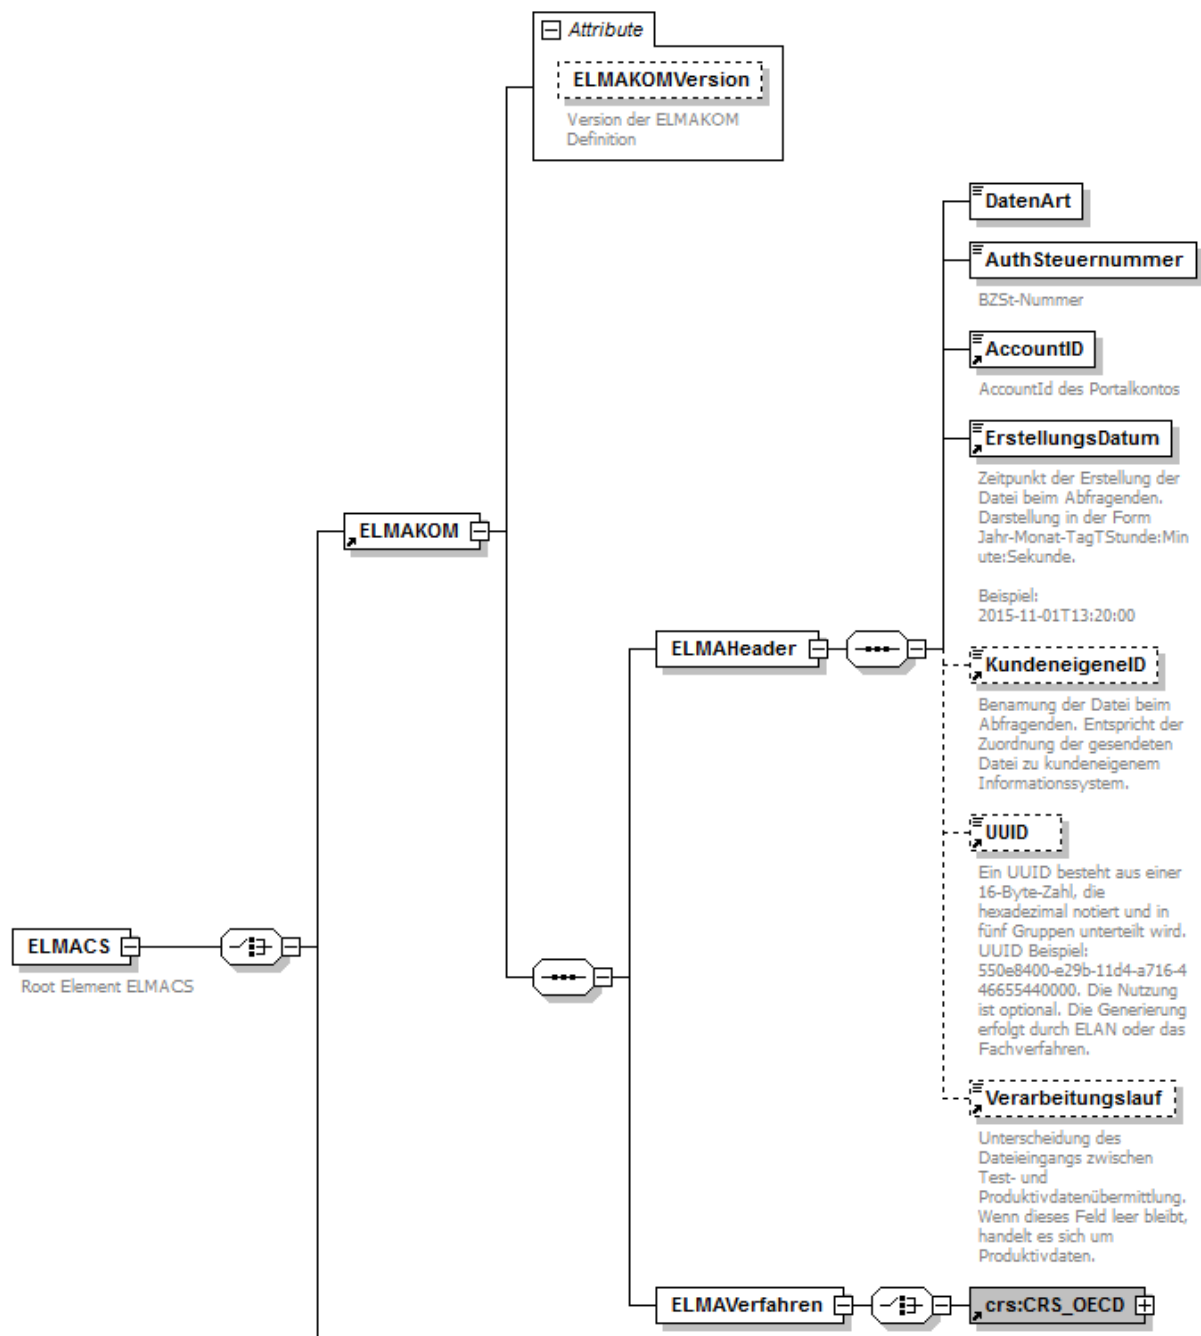 Attribute
ELMAKOMVersion
Version der ELMAKOM
Definition
DatenArt
AuthSteuernummer
BZSt-Nummer
AccountID
AccountId des Portalkontos
ErstellungsDatum
Zeitpunkt der Erstellung der
Datei beim Abfragenden.
Darstellung in der Form
Jahr-Monat-TagTStunde:Min
ute:Sekunde.
Beispiel:
2015-11-01T13:20:00
ELMAKOM
ELMAHeader
KundeneigeneID
Benamung der Datei beim
Abfragenden. Entspricht der
Zuordnung der gesendeten
Datei zu kundeneigenem
Informationssystem.
UUID
Ein UUID besteht aus einer
16-Byte-Zahl, die
hexadezimal notiert und in
fünf Gruppen unterteilt wird.
UUID Beispiel:
550e8400-e29b-11d4-a716-4
46655440000. Die Nutzung
ist optional. Die Generierung
erfolgt durch ELAN oder das
Fachverfahren.
ELMACS
Root Element ELMACS
Verarbeitungslauf
Unterscheidung des
Dateieingangs zwischen
Test- und
Produktivdatenübermittlung.
Wenn dieses Feld leer bleibt,
handelt es sich um
Produktivdaten.
ELMAVerfahren
crs:CRS_OECD